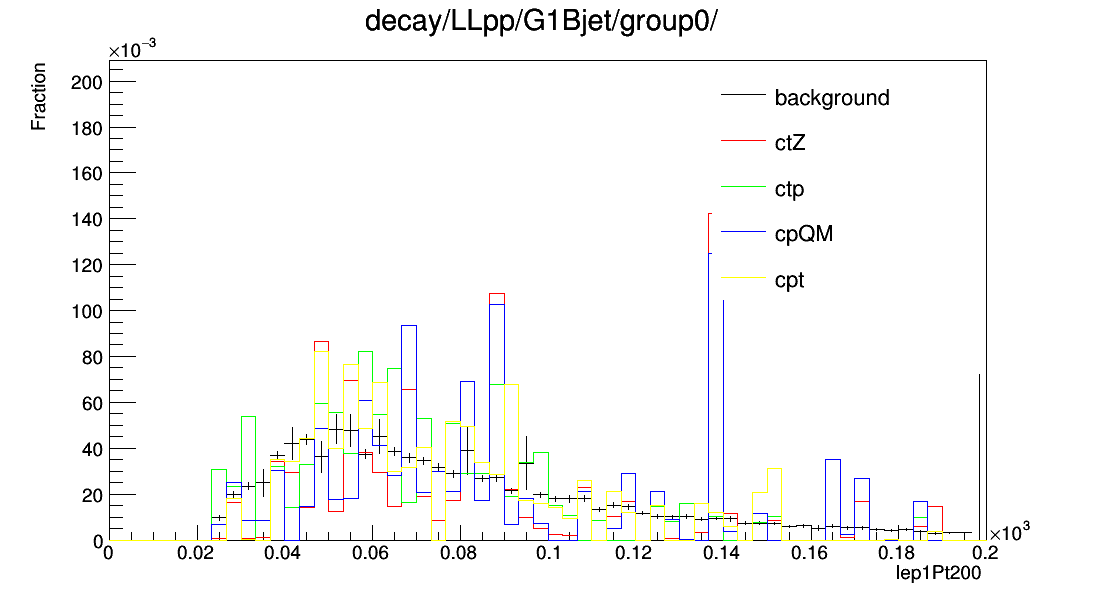 decay/LLpp/G1Bjet/group0/
×10⁻³
Fraction
200
180
160
140
120
100
80
60
40
20
0
background
ctZ
ctp
cpQM
cpt
0 0.02 0.04 0.06 0.08 0.1 0.12 0.14 0.16 0.18 0.2
×10³
lep1Pt200